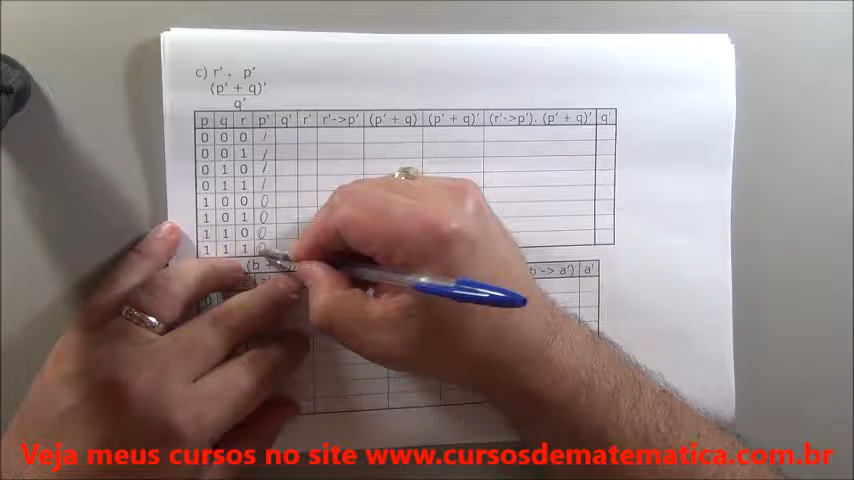 c) r'→ p'
(p' + q)'
q'
p q r p' q' r' r'->p' (p' + q) (p' + q)' (r'->p'). (p' + q)' q'
0 0 0 1
0 0 1 1
0 1 0 1
0 1 1 1
1 0 0 0
1 0 1 0
1 1 0 0
1 1 1 0
(b -> a') a'
Veja meus cursos no site www.cursosdematematica.com.br